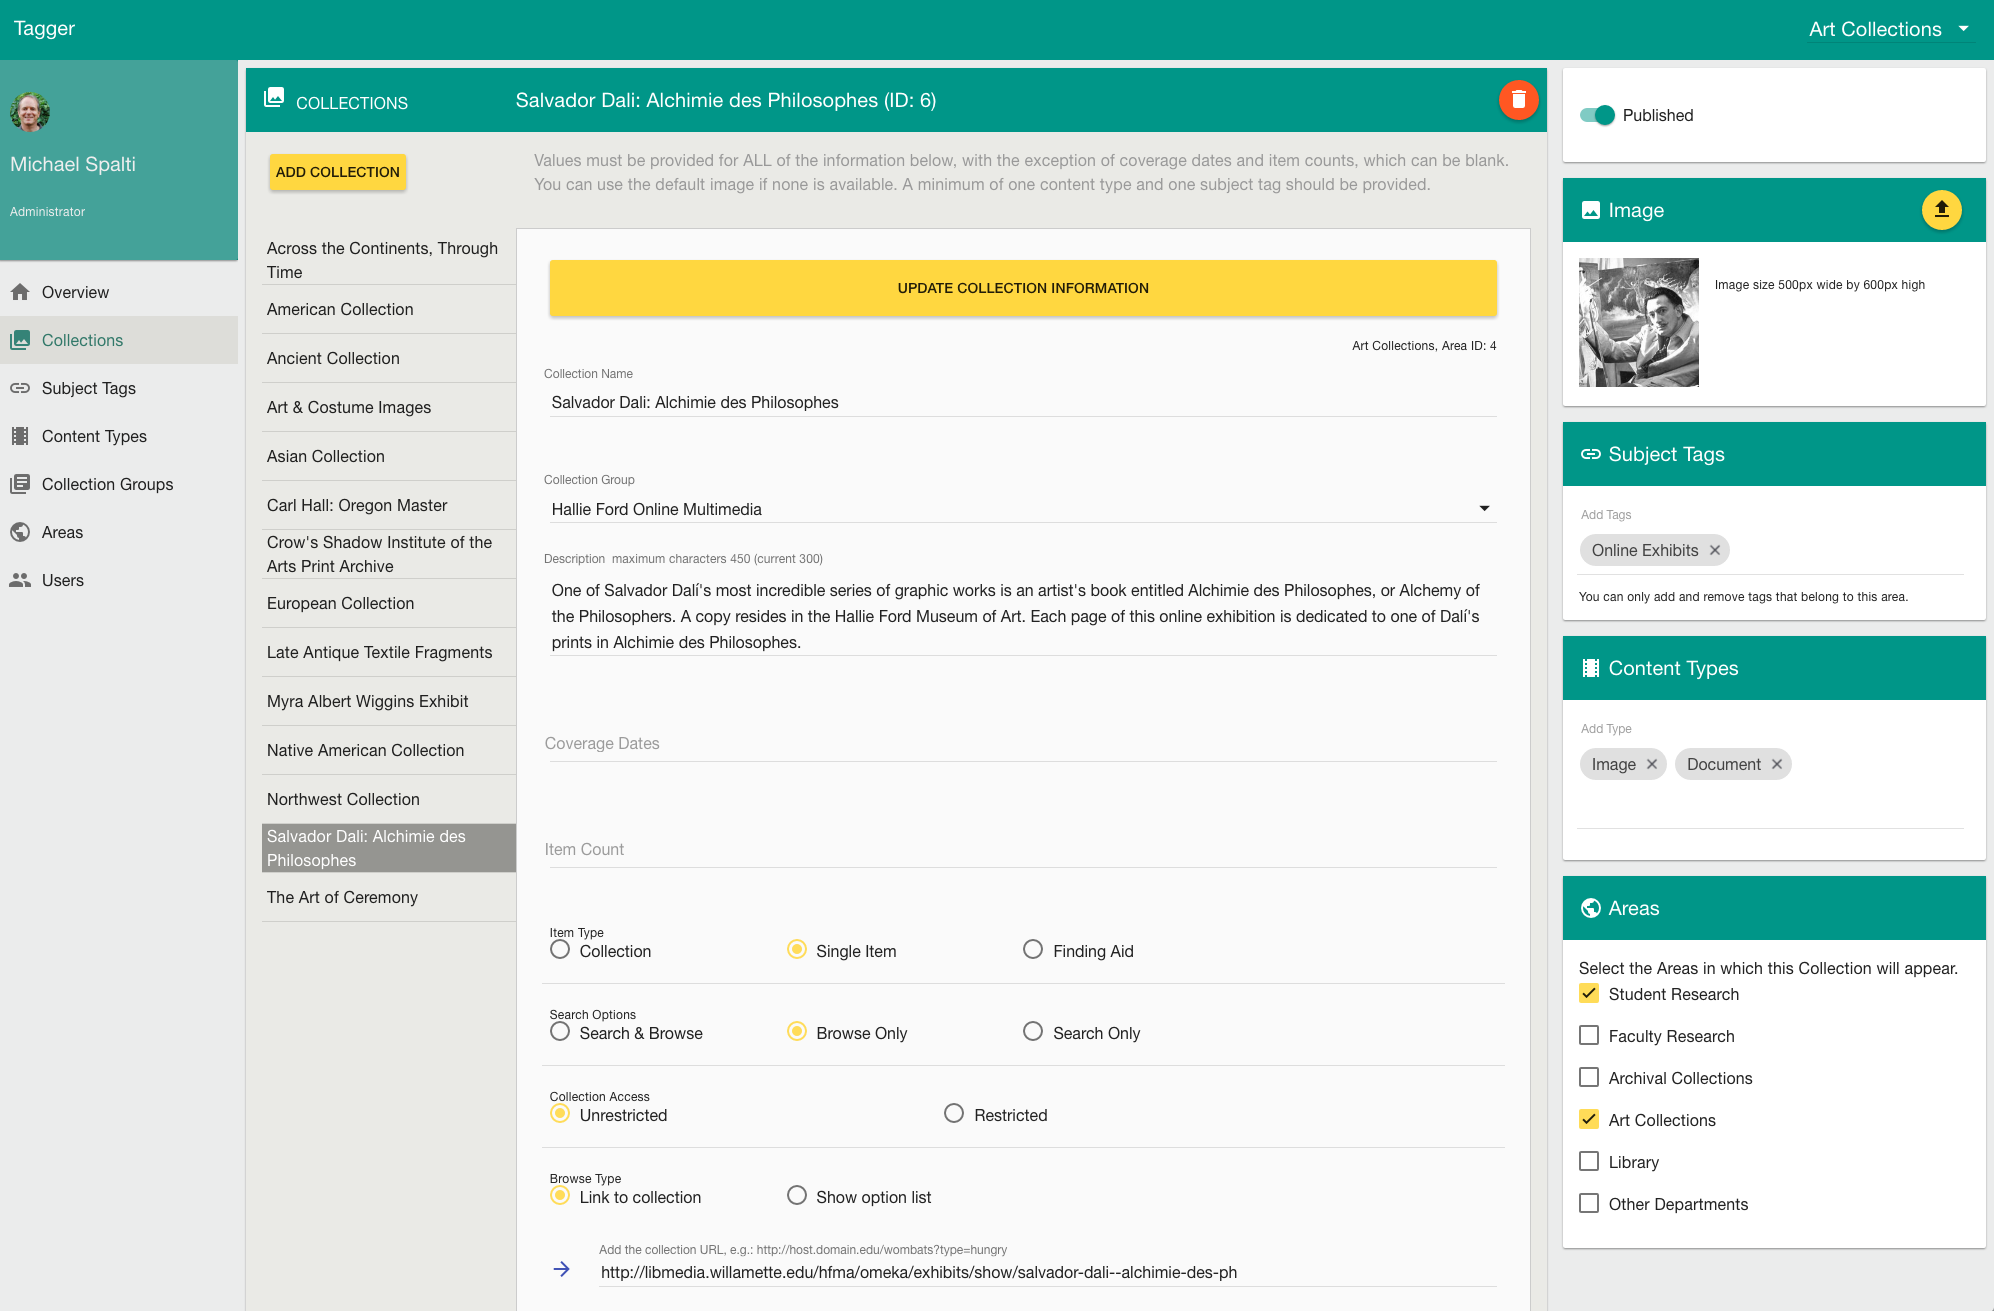 Tagger
Art Collections
Michael Spalti
Administrator
Overview
Collections
Subject Tags
Content Types
Collection Groups
Areas
Users
COLLECTIONS
Salvador Dali: Alchimie des Philosophes (ID: 6)
ADD COLLECTION
Values must be provided for ALL of the information below, with the exception of coverage dates and item counts, which can be blank.
You can use the default image if none is available. A minimum of one content type and one subject tag should be provided.
Across the Continents, Through
Time
American Collection
Ancient Collection
Art & Costume Images
Asian Collection
Carl Hall: Oregon Master
Crow's Shadow Institute of the
Arts Print Archive
European Collection
Late Antique Textile Fragments
Myra Albert Wiggins Exhibit
Native American Collection
Northwest Collection
Salvador Dali: Alchimie des
Philosophes
The Art of Ceremony
UPDATE COLLECTION INFORMATION
Art Collections, Area ID: 4
Collection Name
Salvador Dali: Alchimie des Philosophes
Collection Group
Hallie Ford Online Multimedia
Description maximum characters 450 (current 300)
One of Salvador Dalí's most incredible series of graphic works is an artist's book entitled Alchimie des Philosophes, or Alchemy of
the Philosophers. A copy resides in the Hallie Ford Museum of Art. Each page of this online exhibition is dedicated to one of Dalí's
prints in Alchimie des Philosophes.
Coverage Dates
Item Count
Item Type
Collection Single Item Finding Aid
Search Options
Search & Browse Browse Only Search Only
Collection Access
Unrestricted Restricted
Browse Type
Link to collection Show option list
Add the collection URL, e.g.: http://host.domain.edu/wombats?type=hungry
http://libmedia.willamette.edu/hfma/omeka/exhibits/show/salvador-dali--alchimie-des-ph
Published
Image
Image size 500px wide by 600px high
Subject Tags
Add Tags
Online Exhibits
You can only add and remove tags that belong to this area.
Content Types
Add Type
Image Document
Areas
Select the Areas in which this Collection will appear.
Student Research
Faculty Research
Archival Collections
Art Collections
Library
Other Departments